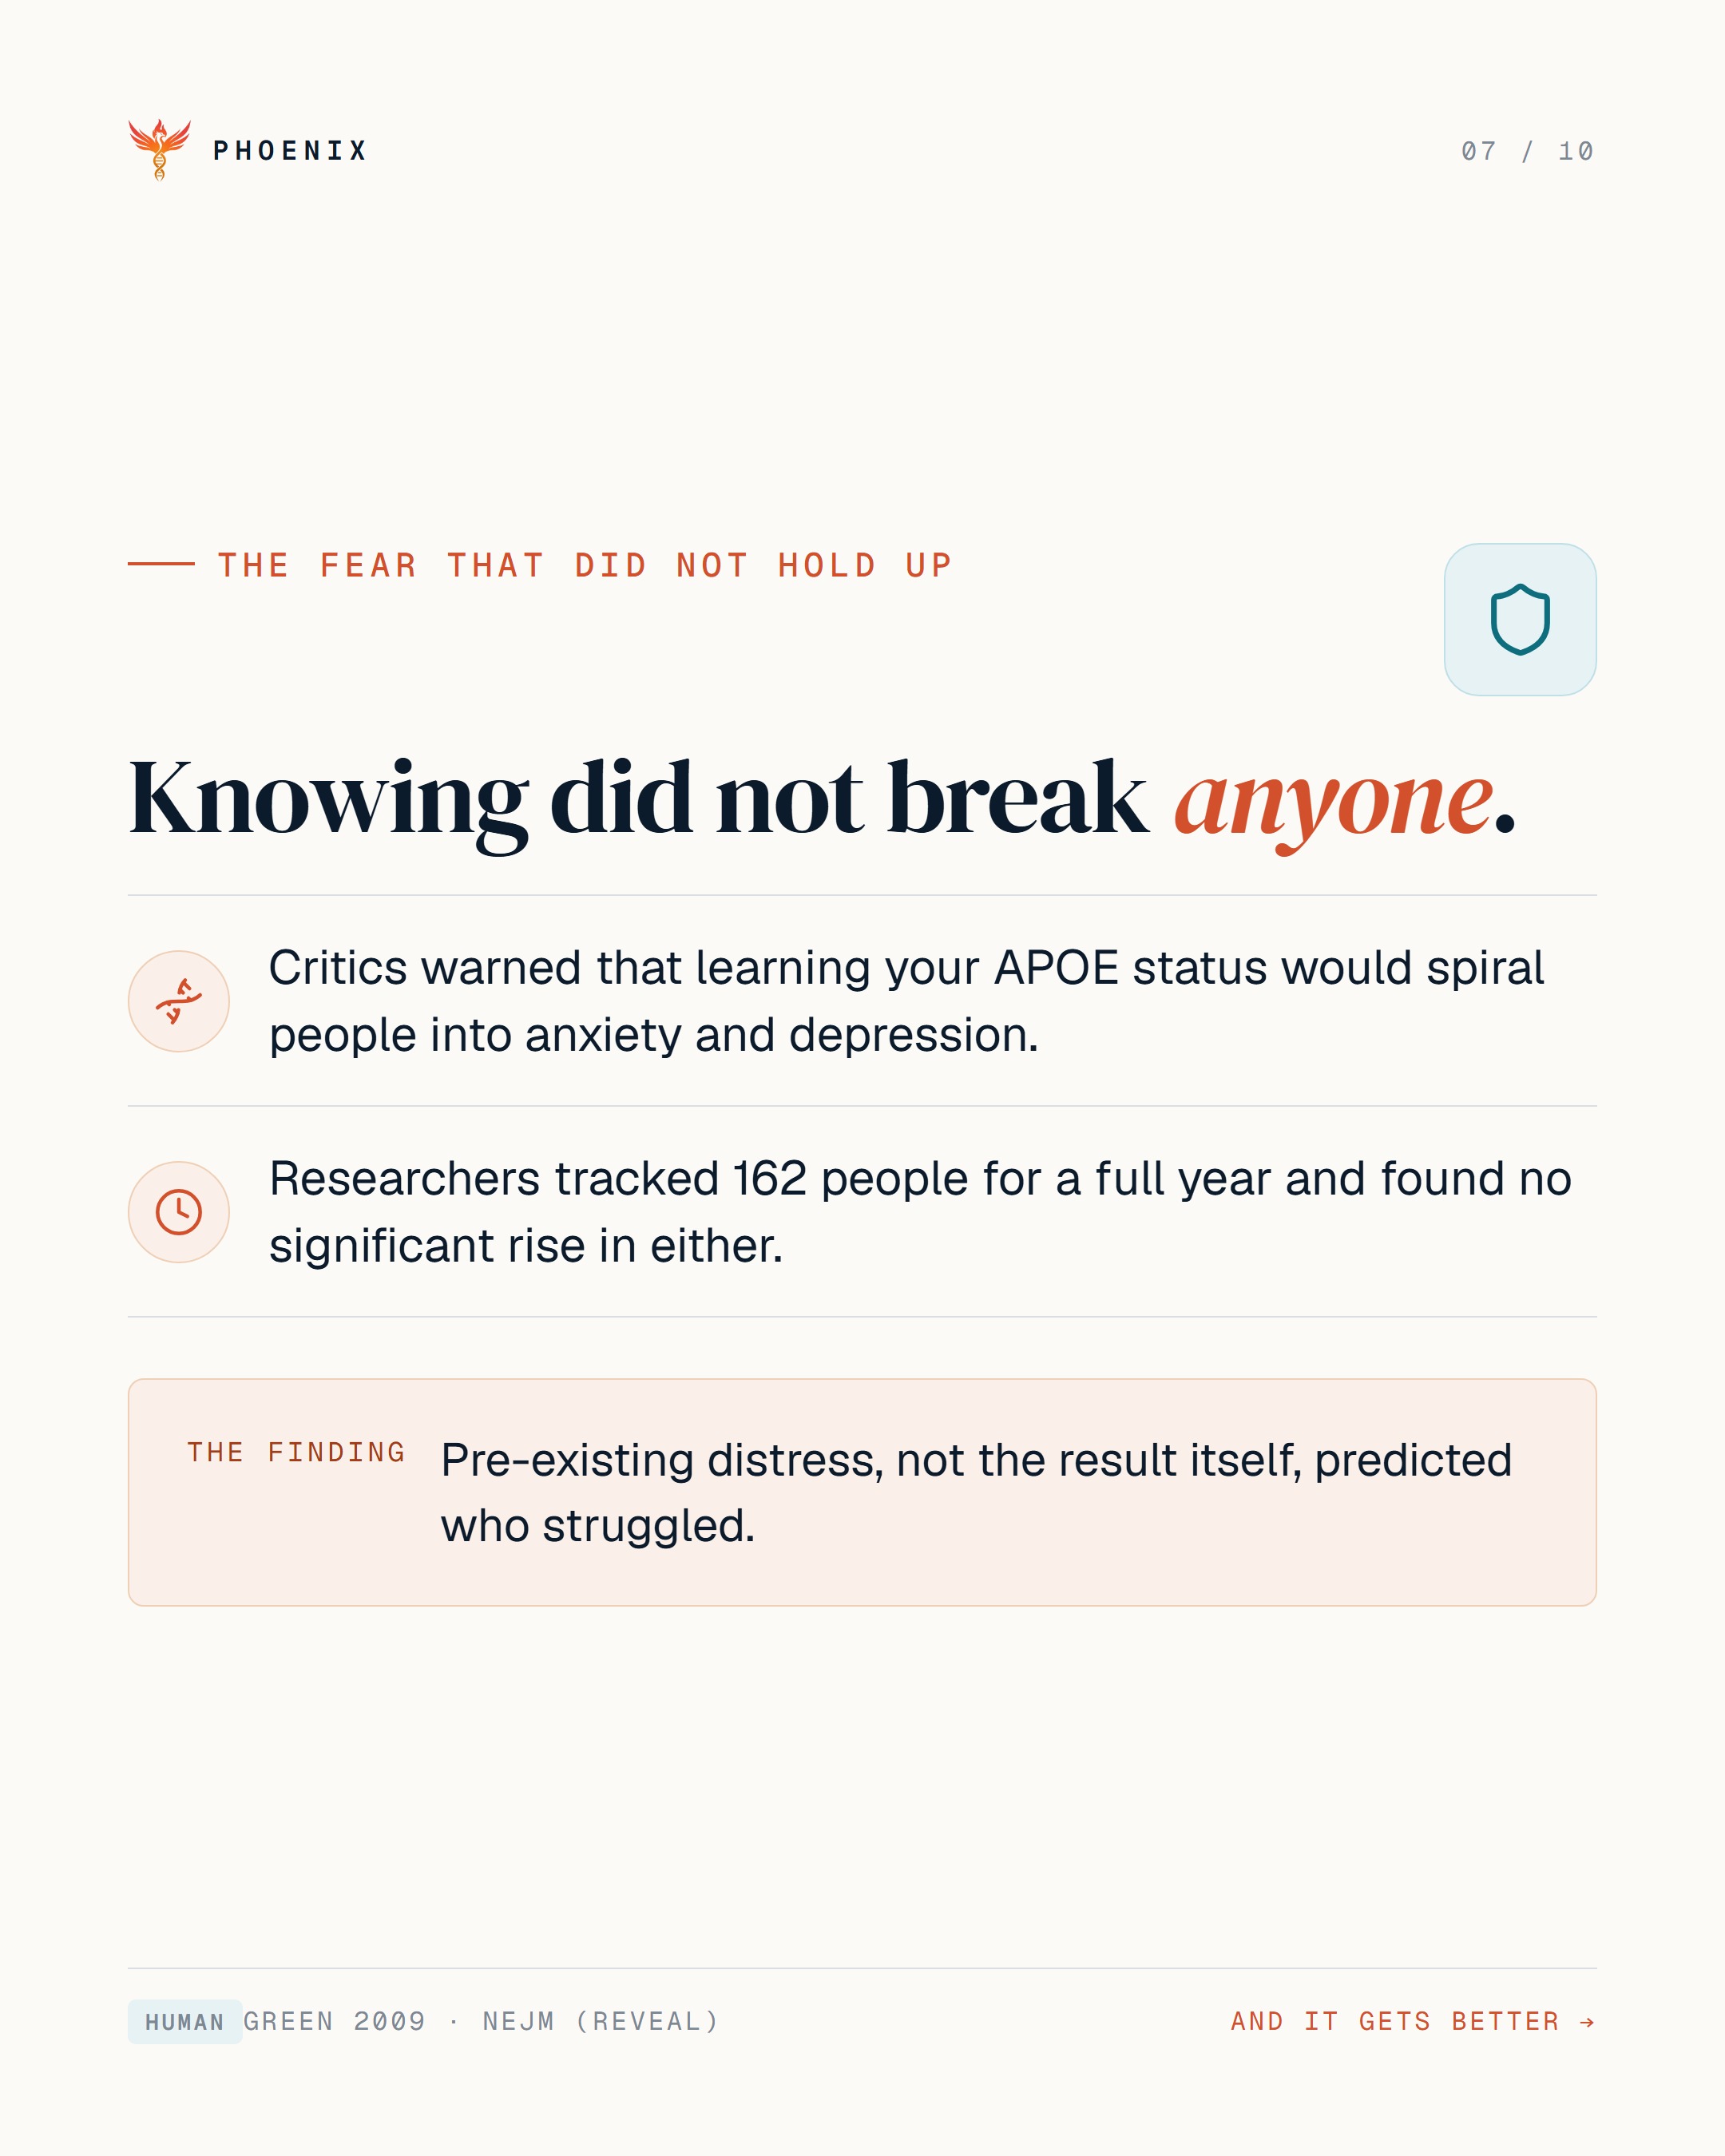 PHOENIX
07 / 10
THE FEAR THAT DID NOT HOLD UP
Knowing did not break anyone.
Critics warned that learning your APOE status would spiral
people into anxiety and depression.
Researchers tracked 162 people for a full year and found no
significant rise in either.
THE FINDING
Pre-existing distress, not the result itself, predicted
who struggled.
HUMAN
GREEN 2009 · NEJM (REVEAL)
AND IT GETS BETTER →